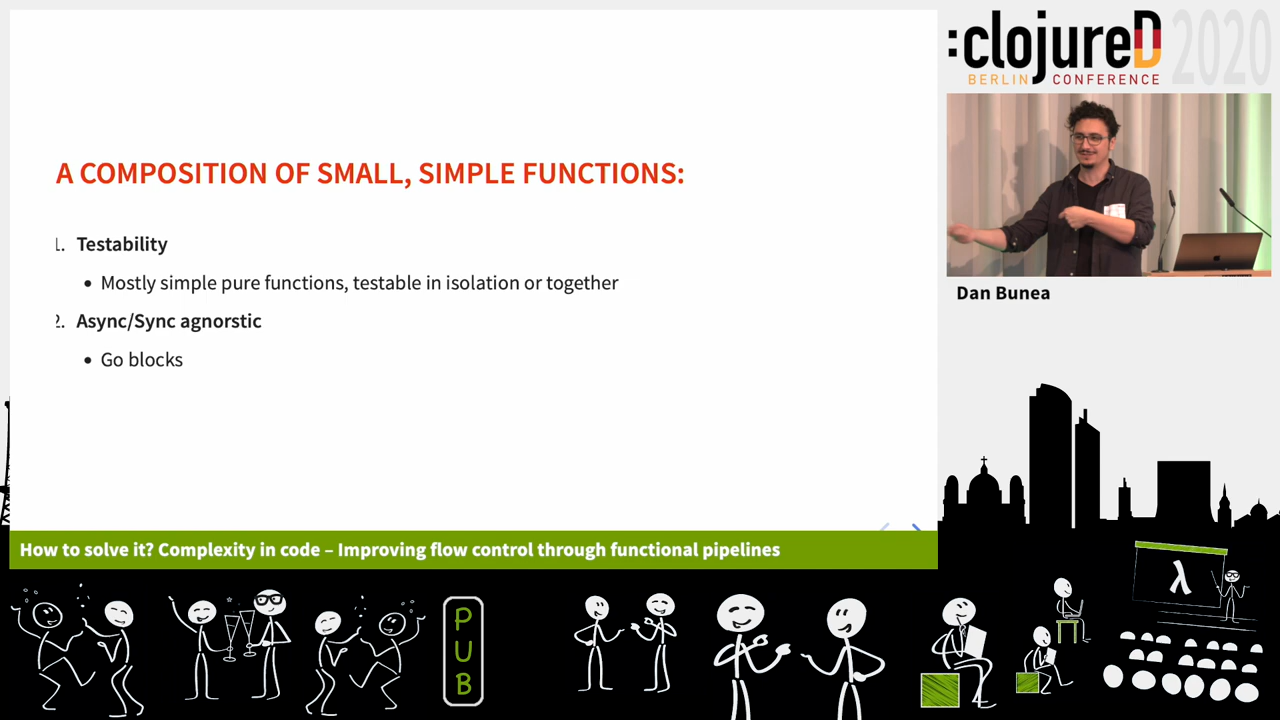 A COMPOSITION OF SMALL, SIMPLE FUNCTIONS:
1. Testability
• Mostly simple pure functions, testable in isolation or together
2. Async/Sync agnorstic
• Go blocks
How to solve it? Complexity in code – Improving flow control through functional pipelines
:clojureD 2020
BERLIN CONFERENCE
Dan Bunea
PUB
λ